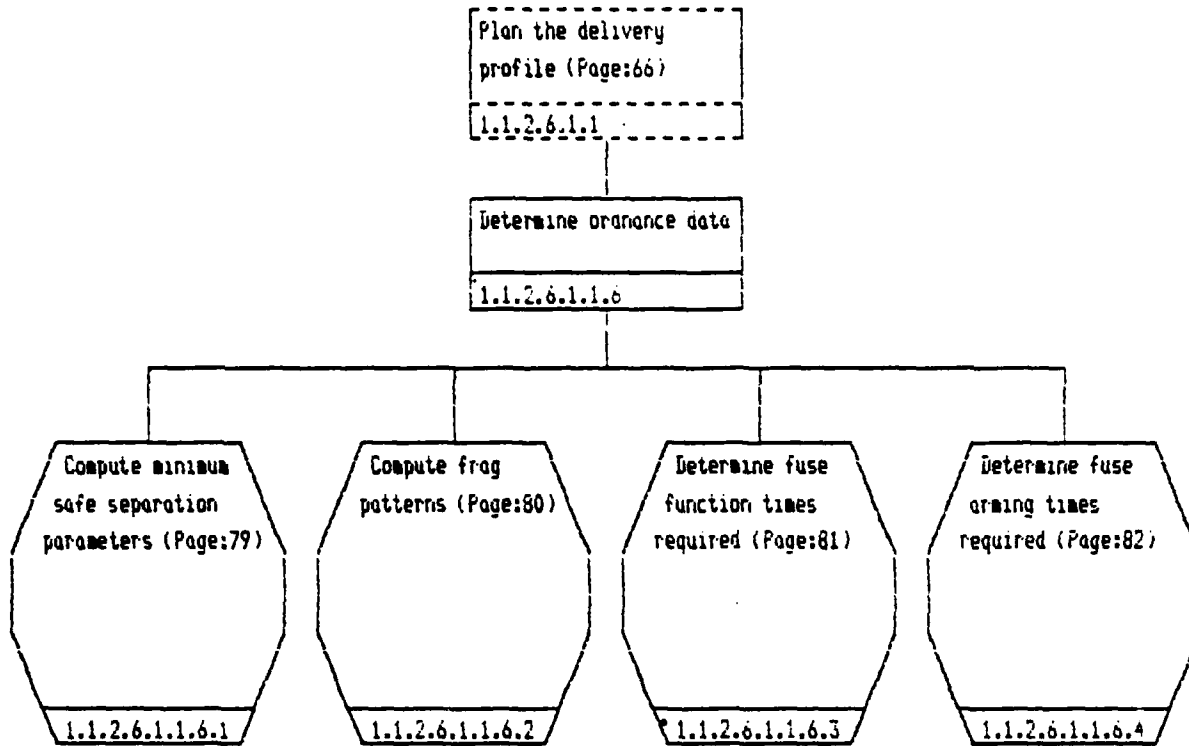 Plan the delivery
profile (Page:66)
1.1.2.6.1.1
Determine ordnance data
1.1.2.6.1.1.6
Compute minimum
safe separation
parameters (Page:79)
1.1.2.6.1.1.6.1
Compute frag
patterns (Page:80)
1.1.2.6.1.1.6.2
Determine fuse
function times
required (Page:81)
1.1.2.6.1.1.6.3
Determine fuse
arming times
required (Page:82)
1.1.2.6.1.1.6.4